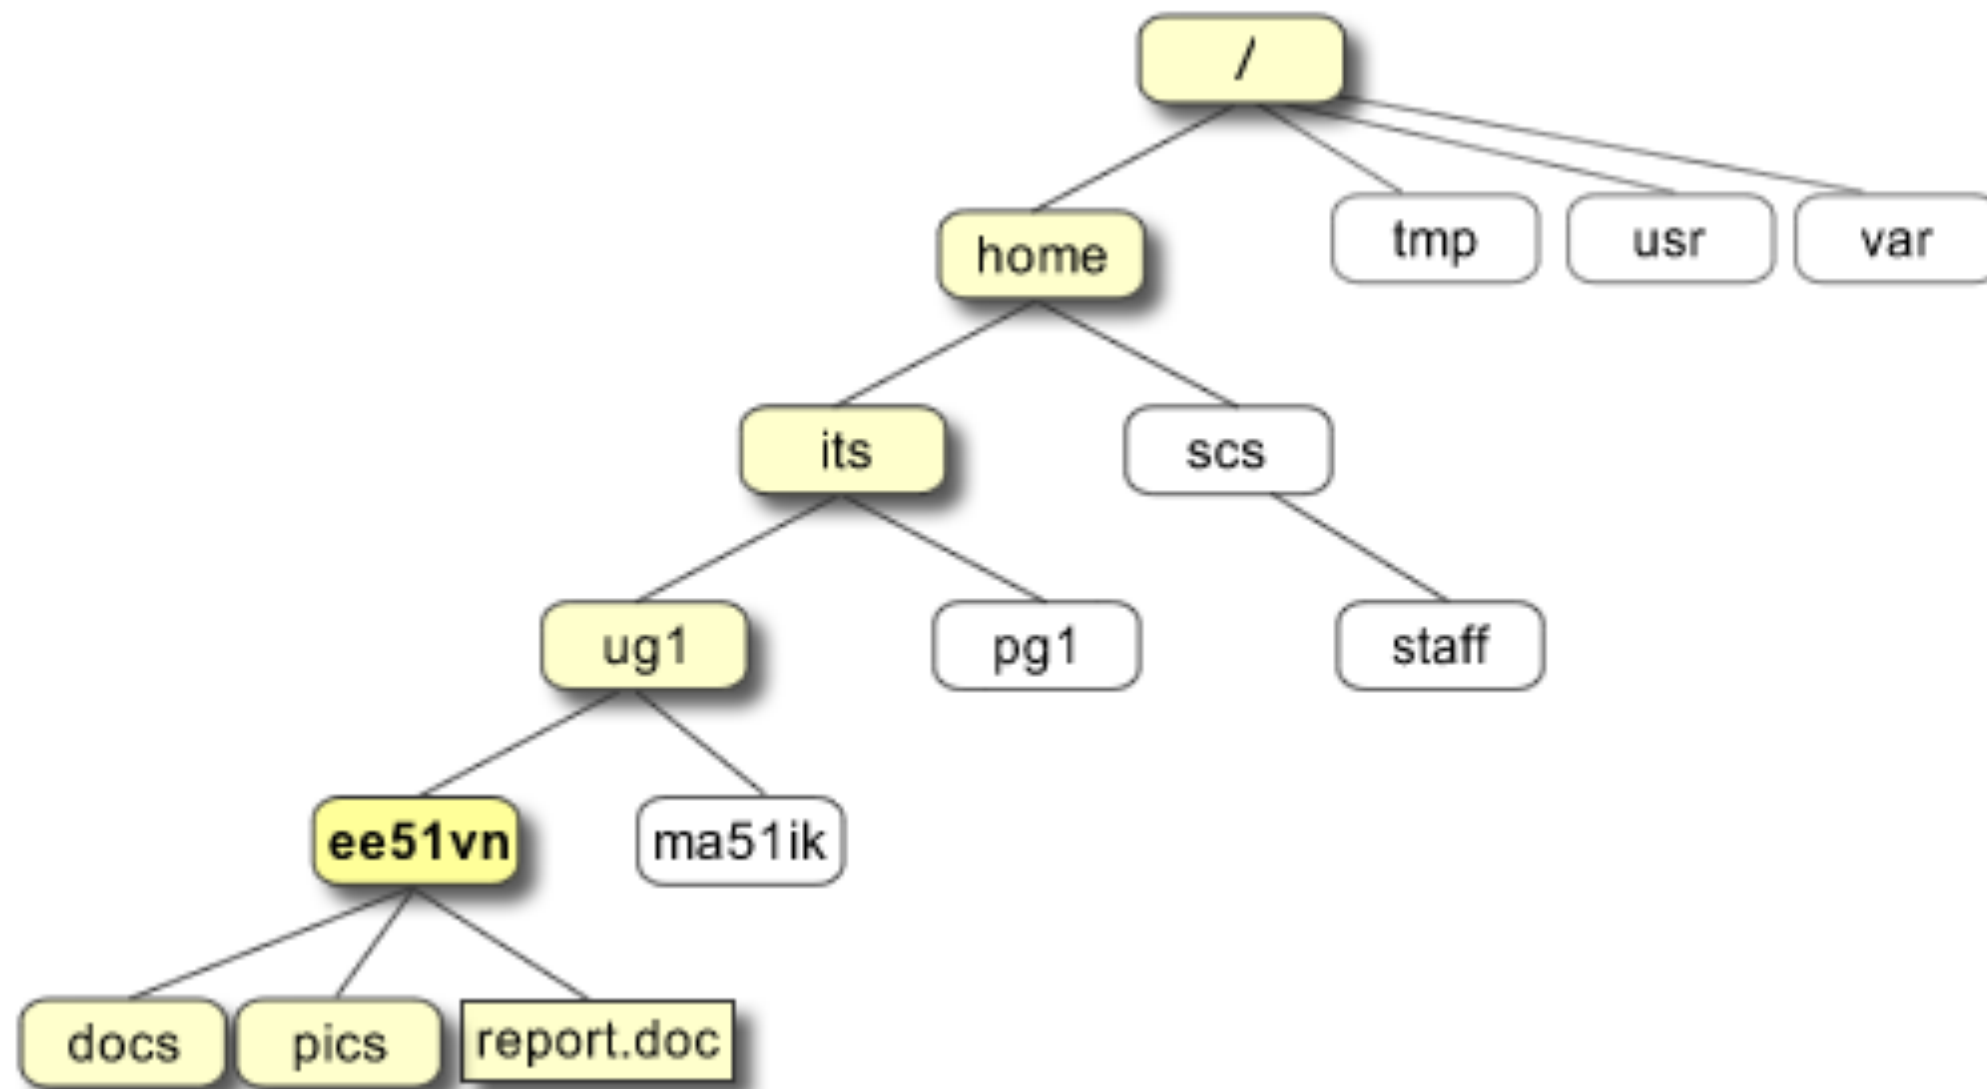 /
home
tmp
usr
var
its
scs
ug1
pg1
staff
ee51vn
ma51ik
docs
pics
report.doc